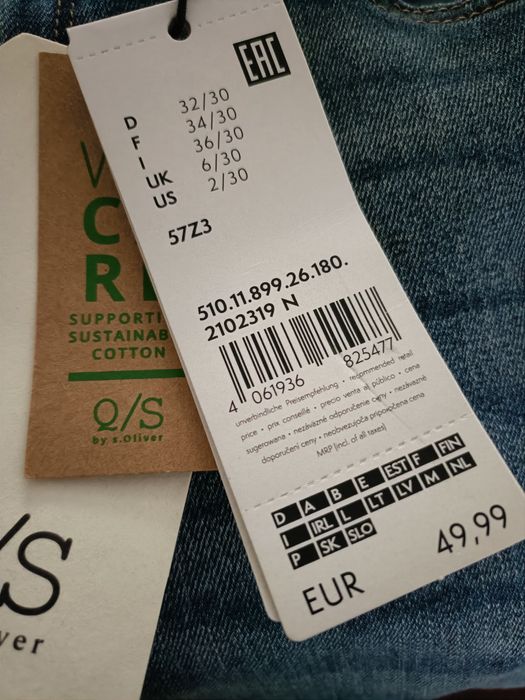 EAC
D 32/30
F 34/30
I 36/30
UK 6/30
US 2/30
57Z3
510.11.899.26.180.
2102319 N
4 061936 825477
unverbindliche Preisempfehlung • recommended retail
price • prix conseillé • precio venta al público • cena
sugerowana • nezávazné odporučenie ceny • nezávazné
doporučení ceny • neobvezujoča priporočena cena
MRP (incl. of all taxes)
D A B E EST F FIN
I IRL L LT LV M NL
P SK SLO
EUR 49,99
W
C
R
SUPPORTI
SUSTAINAB
COTTON
Q/S
by s.Oliver
/S
ver